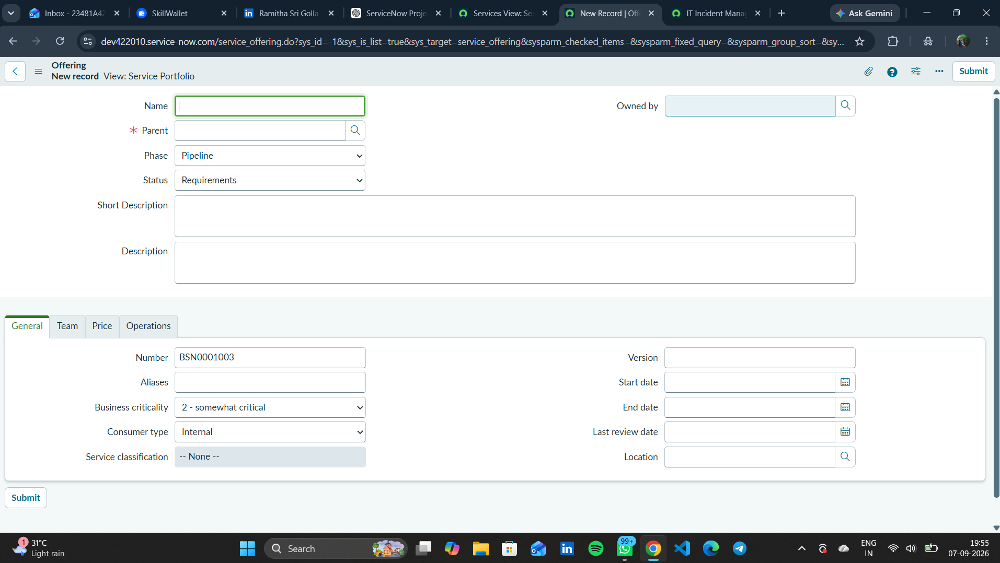 Inbox - 23481A42
SkillWallet
Ramitha Sri Golla
ServiceNow Proje
Services View: Se
New Record | Off
IT Incident Manag
Ask Gemini
dev422010.service-now.com/service_offering.do?sys_id=-1&sys_is_list=true&sys_target=service_offering&sysparm_checked_items=&sysparm_fixed_query=&sysparm_group_sort=&sy...
Offering
New record View: Service Portfolio
Submit
Name
Owned by
Parent
Phase Pipeline
Status Requirements
Short Description
Description
General Team Price Operations
Number BSN0001003
Version
Aliases
Start date
Business criticality 2 - somewhat critical
End date
Consumer type Internal
Last review date
Service classification -- None --
Location
Submit
1
31°C
Light rain
Search
99+
ENG
IN
19:55
07-09-2026